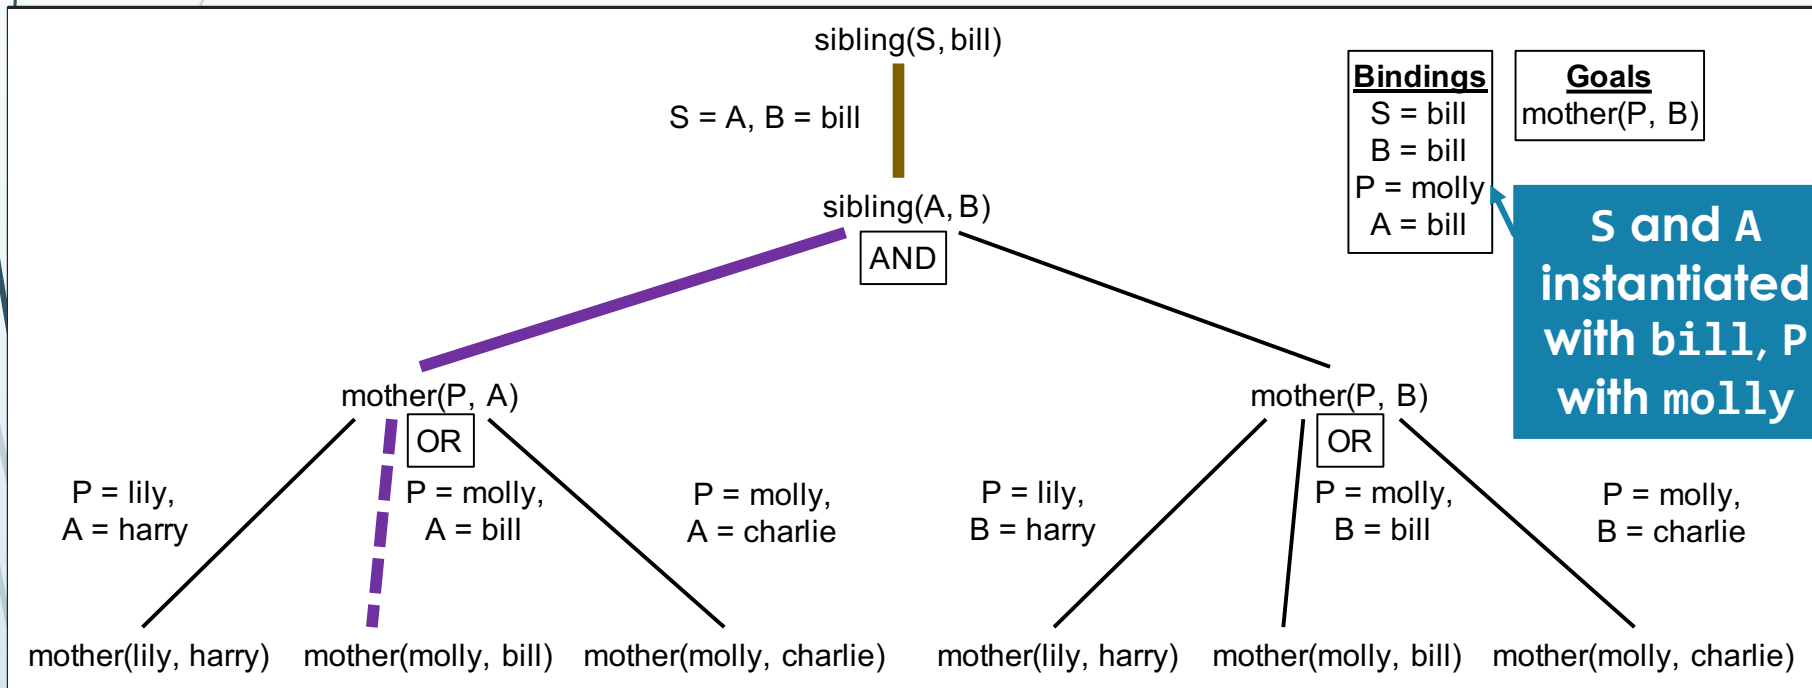 sibling(S, bill)
S = A, B = bill
sibling(A, B)
AND
Bindings
S = bill
B = bill
P = molly
A = bill
Goals
mother(P, B)
S and A
instantiated
with bill, P
with molly
mother(P, A)
OR
mother(P, B)
OR
P = lily,
A = harry
P = molly,
A = bill
P = molly,
A = charlie
P = lily,
B = harry
P = molly,
B = bill
P = molly,
B = charlie
mother(lily, harry)
mother(molly, bill)
mother(molly, charlie)
mother(lily, harry)
mother(molly, bill)
mother(molly, charlie)